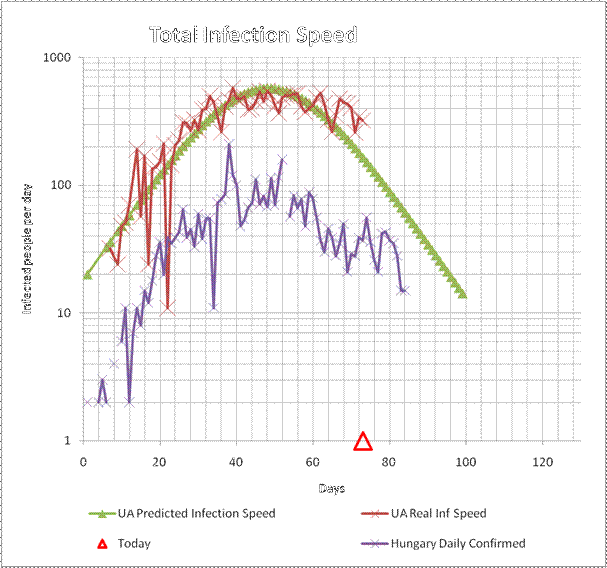 Total Infection Speed
1000
100
10
1
Infected people per day
0 20 40 60 80 100 120
Days
UA Predicted Infection Speed UA Real Inf Speed
Today Hungary Daily Confirmed